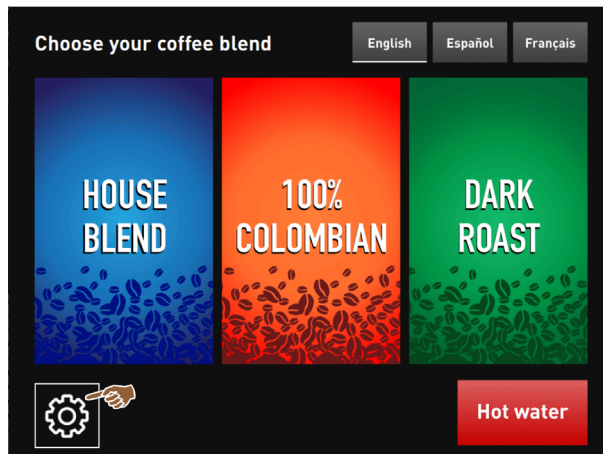 Choose your coffee blend
English
Español
Français
HOUSE
BLEND
100%
COLOMBIAN
DARK
ROAST
Hot water